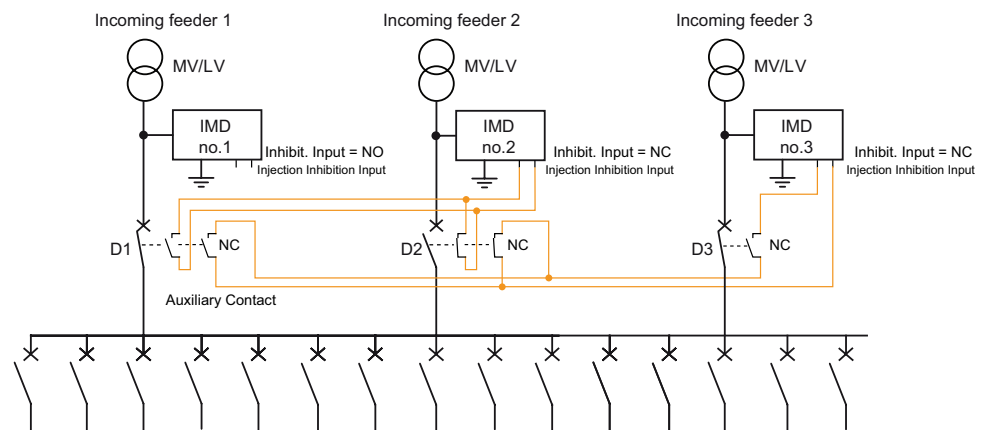 Incoming feeder 1
Incoming feeder 2
Incoming feeder 3
MV/LV
MV/LV
MV/LV
IMD
no.1
Inhibit. Input = NO
Injection Inhibition Input
IMD
no.2
Inhibit. Input = NC
Injection Inhibition Input
IMD
no.3
Inhibit. Input = NC
Injection Inhibition Input
D1
NC
D2
NC
D3
NC
Auxiliary Contact